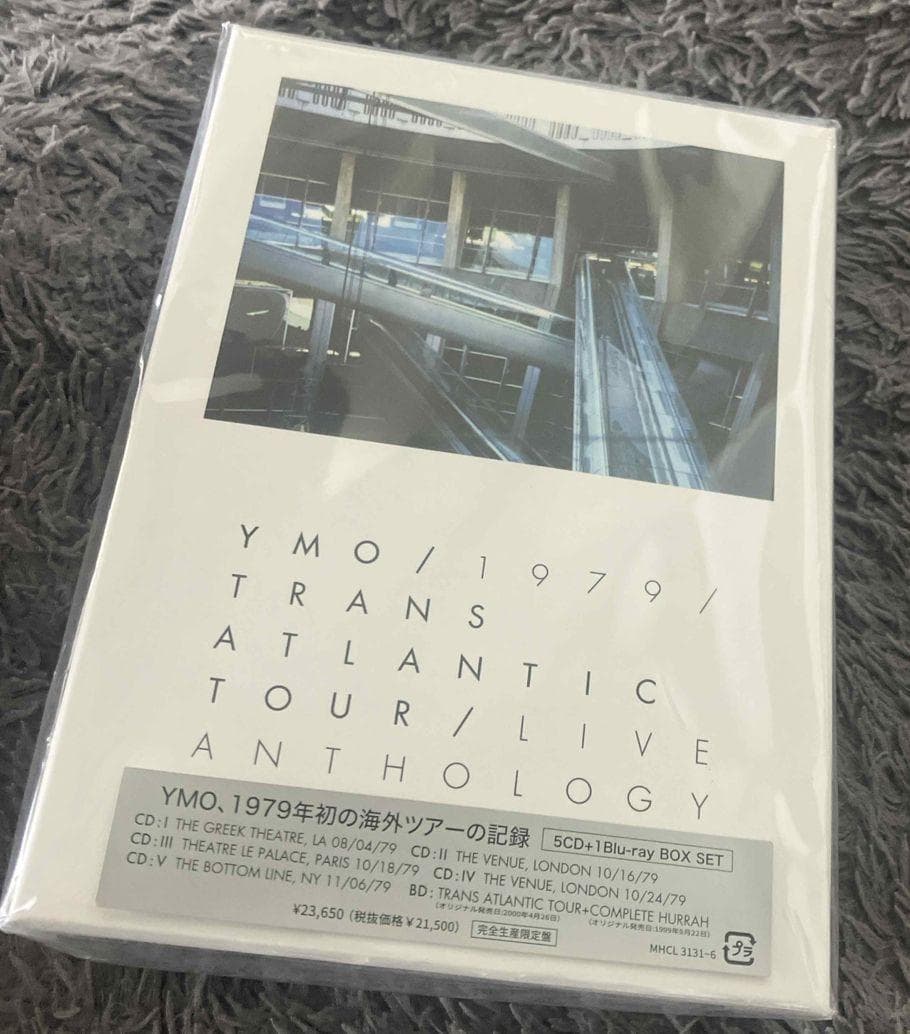 YMO/1979/
TRANS
ATLANTIC
TOUR/LIVE
ANTHOLOGY
YMO、1979年初の海外ツアーの記録 5CD+1Blu-ray BOX SET
CD:I THE GREEK THEATRE, LA 08/04/79 CD:II THE VENUE, LONDON 10/16/79
CD:III THEATRE LE PALACE, PARIS 10/18/79 CD:IV THE VENUE, LONDON 10/24/79
CD:V THE BOTTOM LINE, NY 11/06/79 BD: TRANS ATLANTIC TOUR+COMPLETE HURRAH
(オリジナル発売日:2000年4月26日) (オリジナル発売日:1999年5月22日)
¥23,650 (税抜価格¥21,500) 完全生産限定盤
MHCL 3131~6 プラ